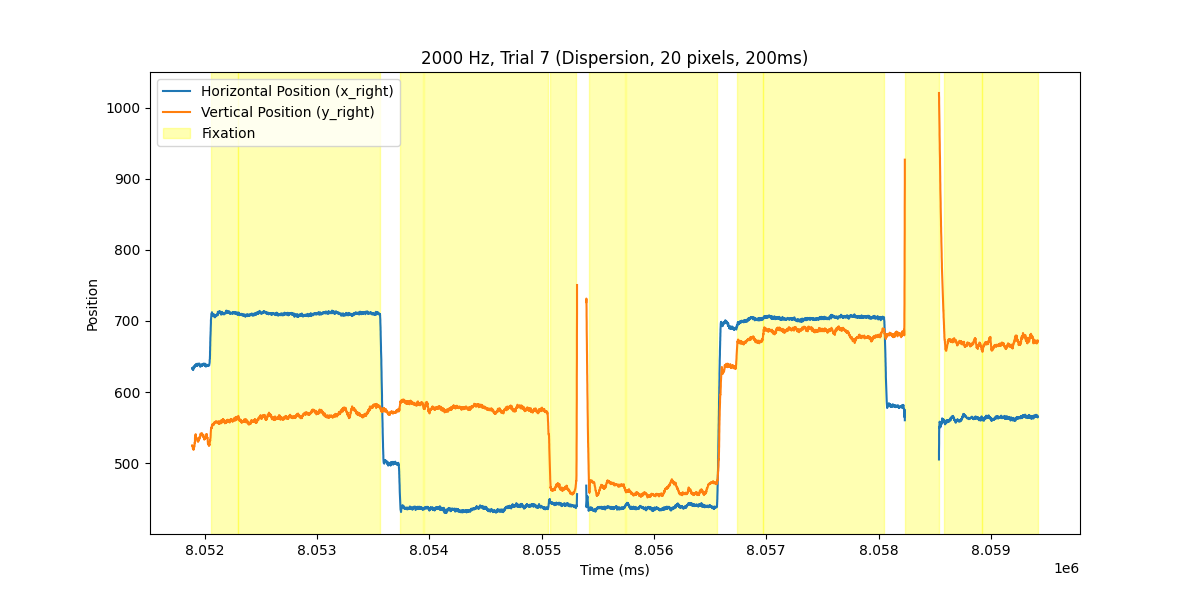 2000 Hz, Trial 7 (Dispersion, 20 pixels, 200ms)
Horizontal Position (x_right)
Vertical Position (y_right)
Fixation
1000
900
800
700
600
500
Position
8.052 8.053 8.054 8.055 8.056 8.057 8.058 8.059
Time (ms)
1e6